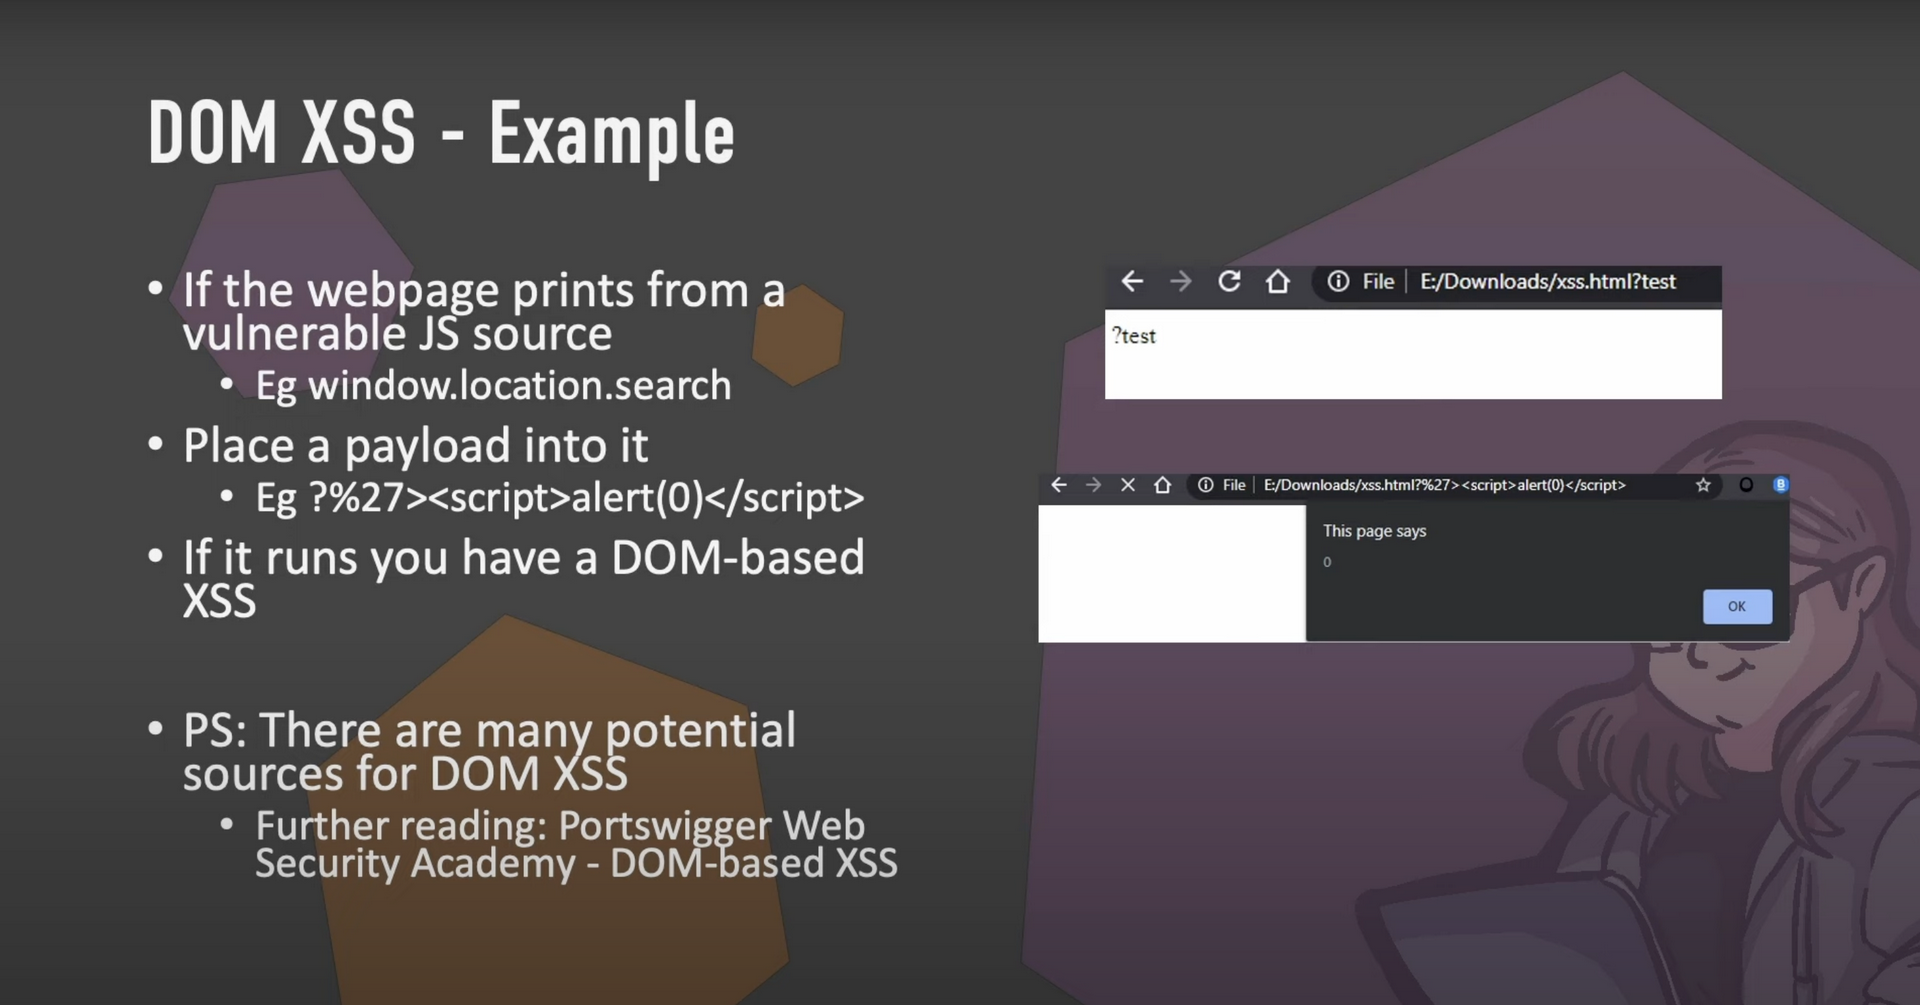 DOM XSS - Example
• If the webpage prints from a
vulnerable JS source
• Eg window.location.search
• Place a payload into it
• Eg ?%27><script>alert(0)</script>
• If it runs you have a DOM-based
XSS
• PS: There are many potential
sources for DOM XSS
• Further reading: Portswigger Web
Security Academy - DOM-based XSS
File | E:/Downloads/xss.html?test
?test
File | E:/Downloads/xss.html?%27><script>alert(0)</script>
B
This page says
0
OK